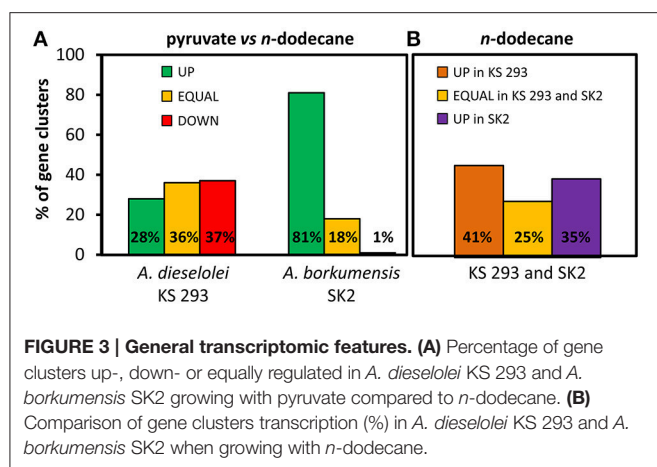 A
pyruvate vs n-dodecane
B
n-dodecane
100
80
60
40
20
0
% of gene clusters
UP
EQUAL
DOWN
UP in KS 293
EQUAL in KS 293 and SK2
UP in SK2
28% 36% 37%
81% 18% 1%
41% 25% 35%
A. dieselolei
KS 293
A. borkumensis
SK2
KS 293 and SK2
FIGURE 3 | General transcriptomic features. (A) Percentage of gene
clusters up-, down- or equally regulated in A. dieselolei KS 293 and A.
borkumensis SK2 growing with pyruvate compared to n-dodecane. (B)
Comparison of gene clusters transcription (%) in A. dieselolei KS 293 and A.
borkumensis SK2 when growing with n-dodecane.